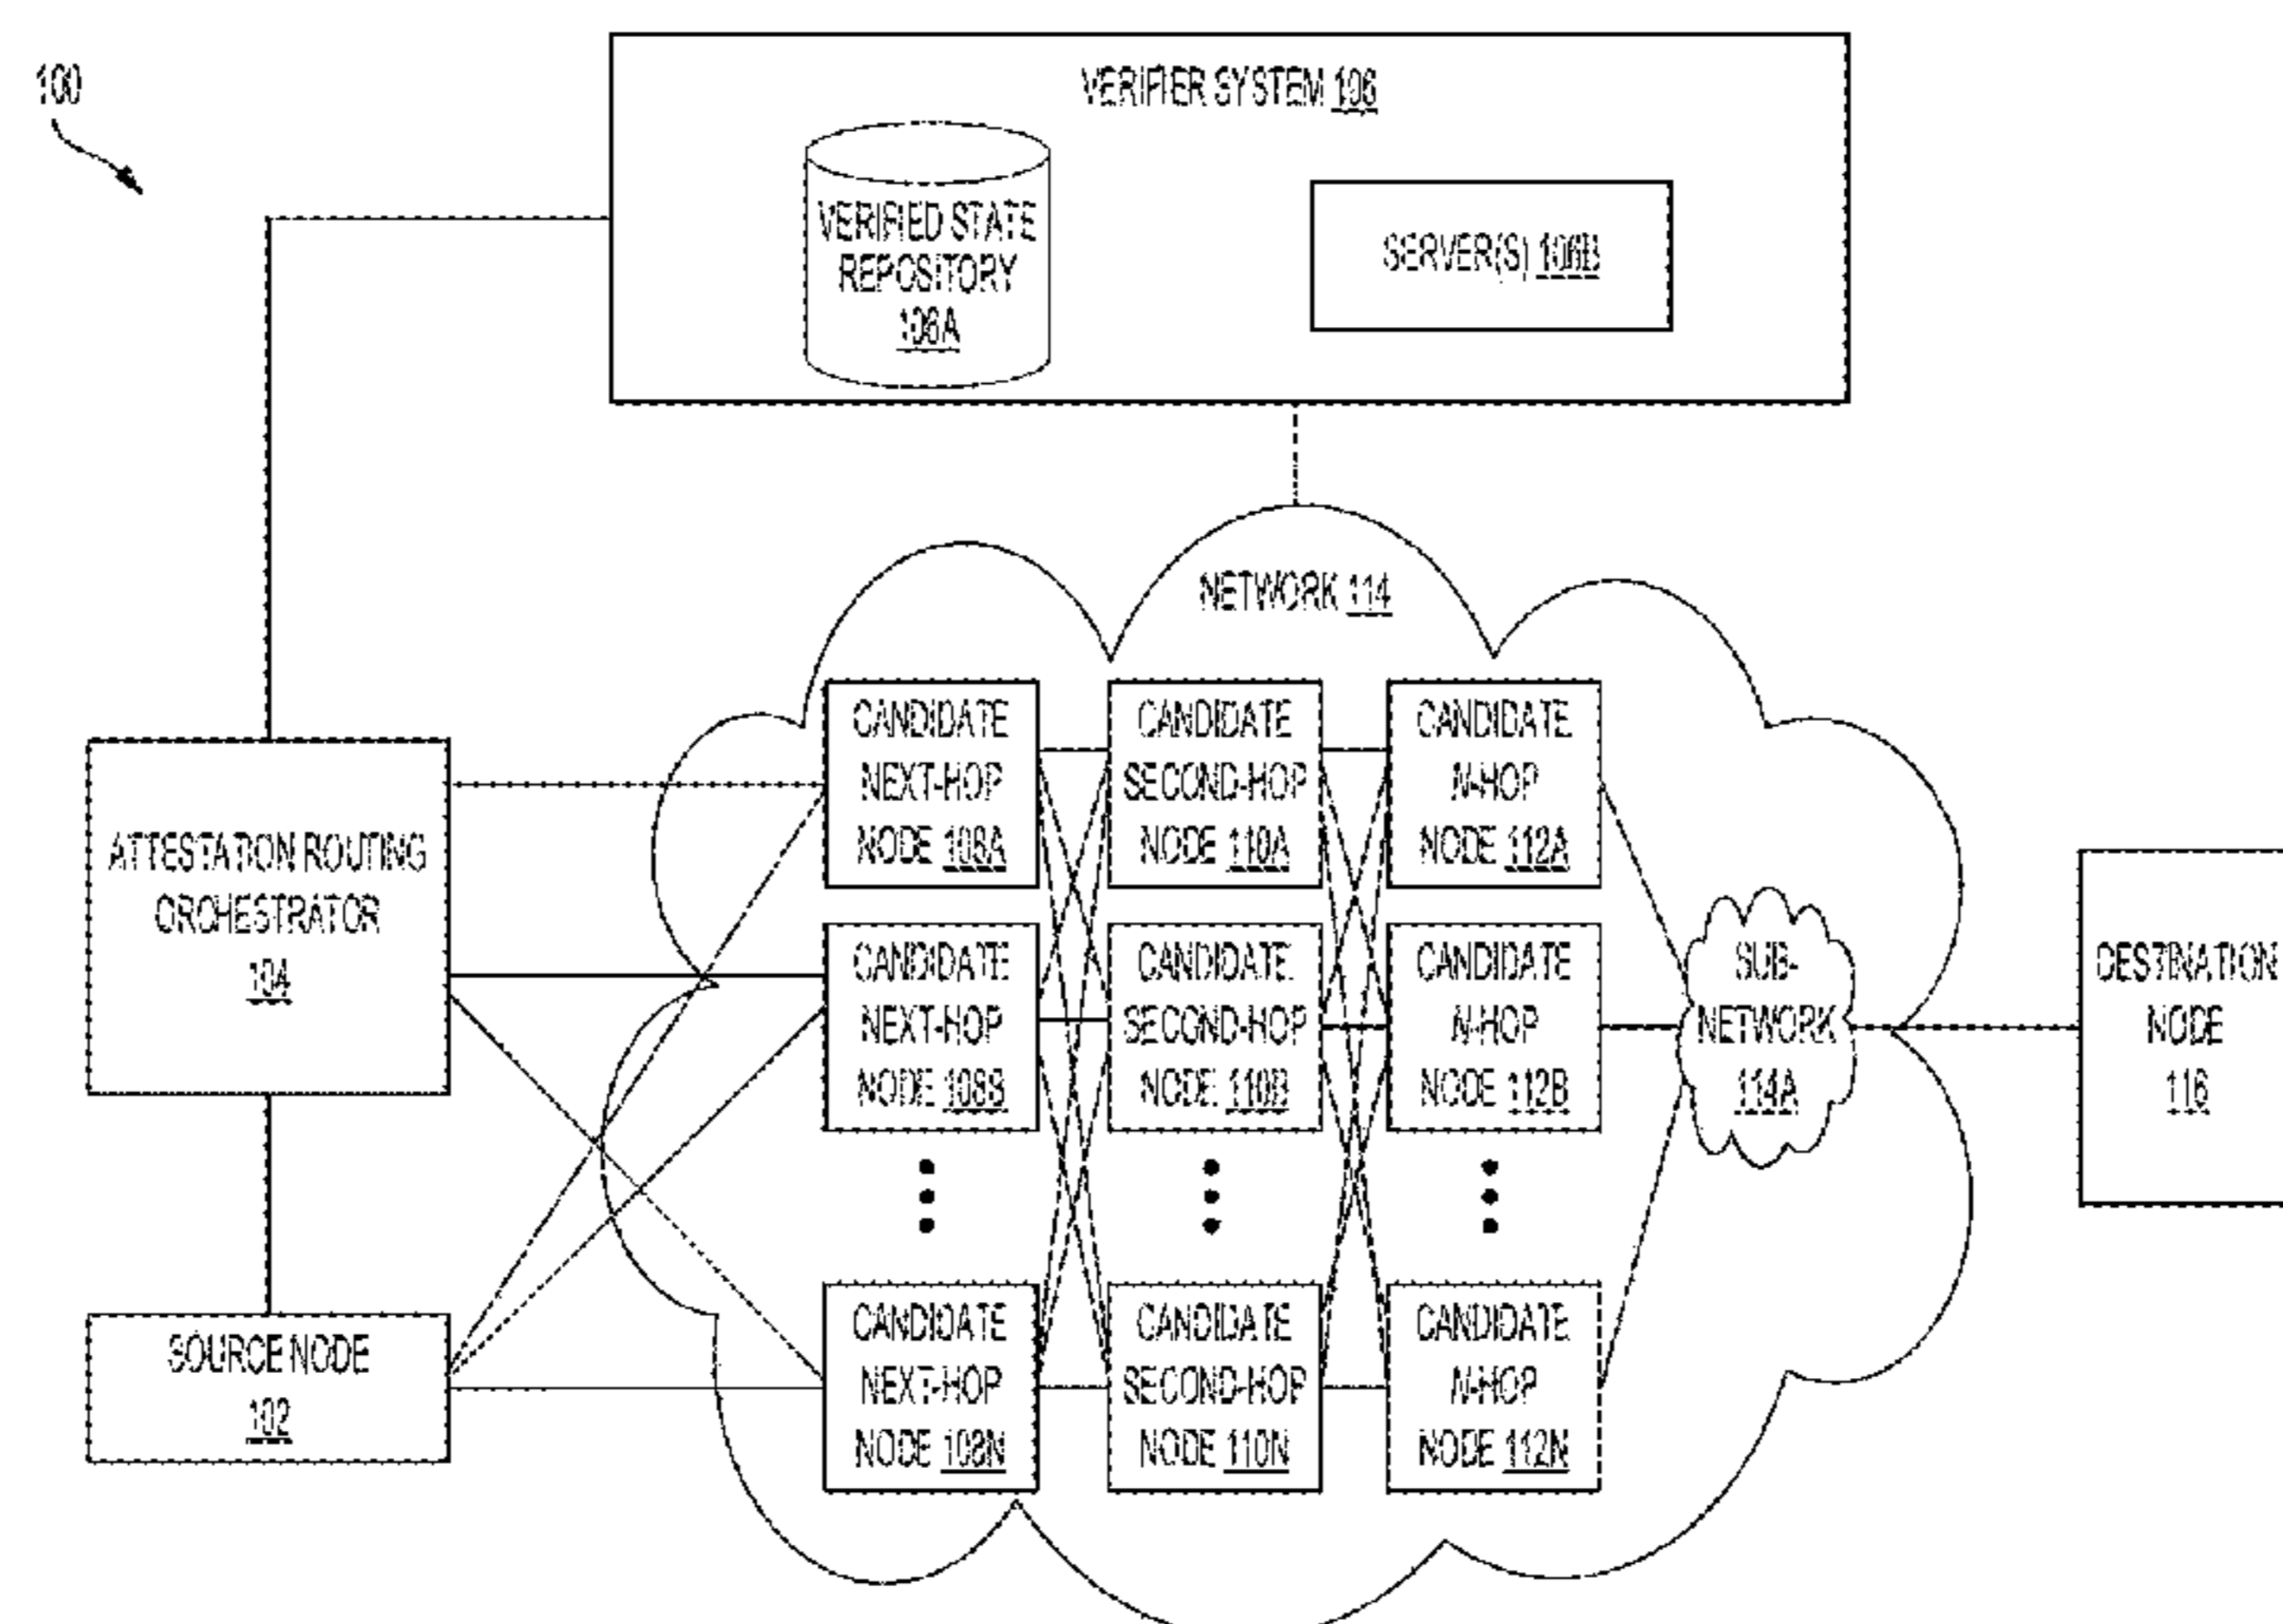 100
VERIFIER SYSTEM 106
VERIFIED STATE
REPOSITORY
106A
SERVER(S) 106B
NETWORK 114
CANDIDATE
NEXT-HOP
NODE 108A
CANDIDATE
SECOND-HOP
NODE 110A
CANDIDATE
N-HOP
NODE 112A
ATTESTATION ROUTING
ORCHESTRATOR
104
CANDIDATE
NEXT-HOP
NODE 108B
CANDIDATE
SECOND-HOP
NODE 110B
CANDIDATE
N-HOP
NODE 112B
SUB-
NETWORK
114A
DESTINATION
NODE
116
SOURCE NODE
102
CANDIDATE
NEXT-HOP
NODE 108N
CANDIDATE
SECOND-HOP
NODE 110N
CANDIDATE
N-HOP
NODE 112N